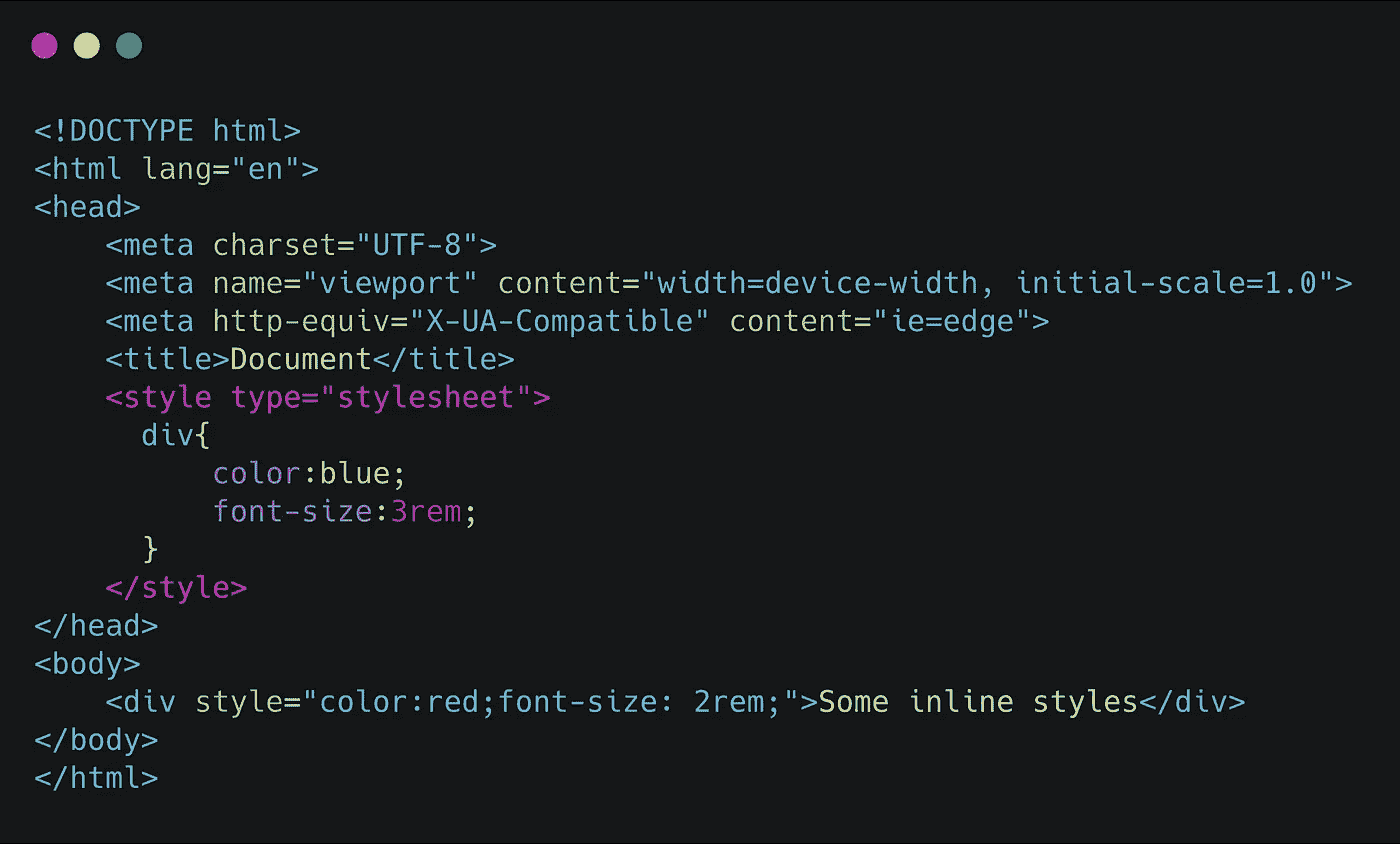 <!DOCTYPE html>
<html lang="en">
<head>
    <meta charset="UTF-8">
    <meta name="viewport" content="width=device-width, initial-scale=1.0">
    <meta http-equiv="X-UA-Compatible" content="ie=edge">
    <title>Document</title>
    <style type="stylesheet">
      div{
          color:blue;
          font-size:3rem;
      }
    </style>
</head>
<body>
    <div style="color:red;font-size: 2rem;">Some inline styles</div>
</body>
</html>